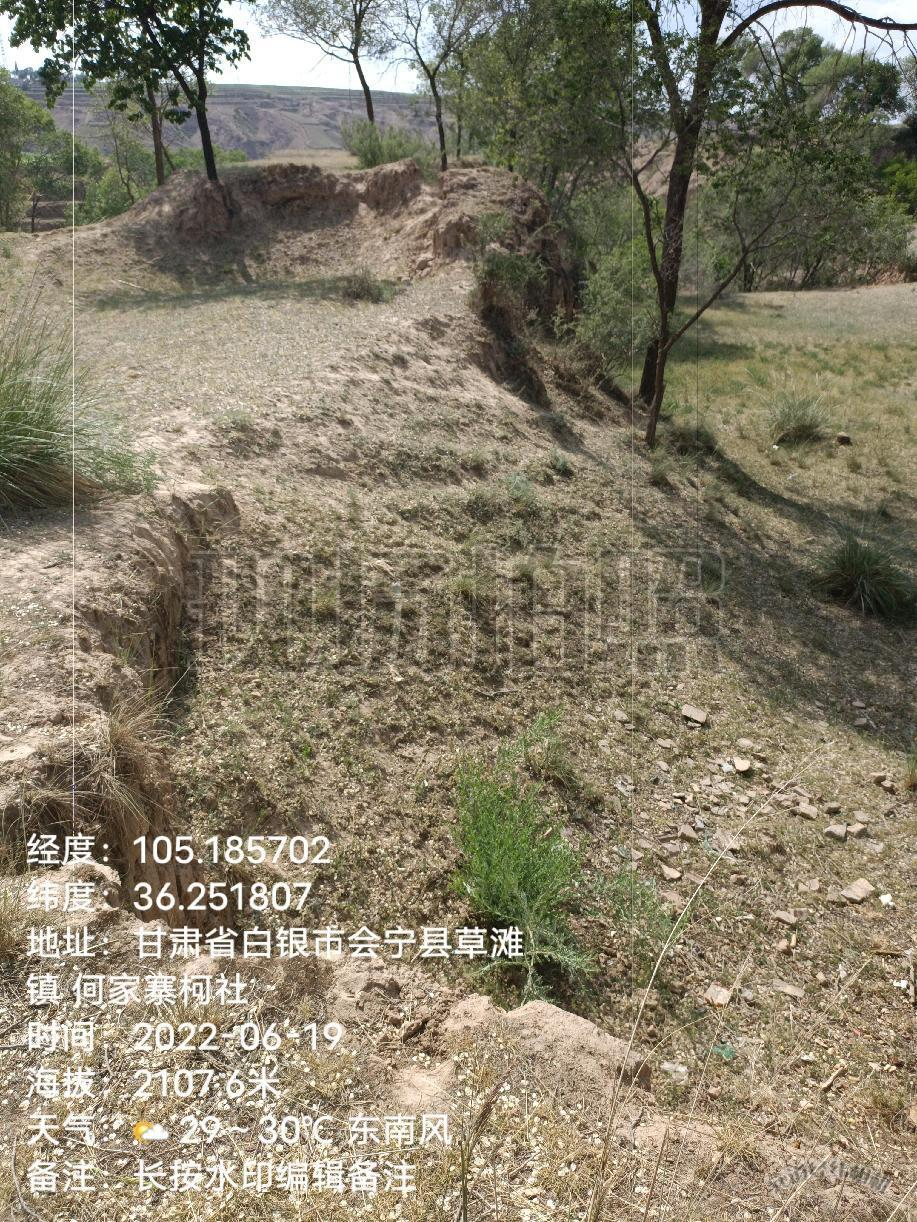 经度：105.185702
纬度：36.251807
地址：甘肃省白银市会宁县草滩
镇 何家寨柯社
时间：2022-06-19
海拔：2107.6米
天气：29～30℃ 东南风
备注：长按水印编辑备注